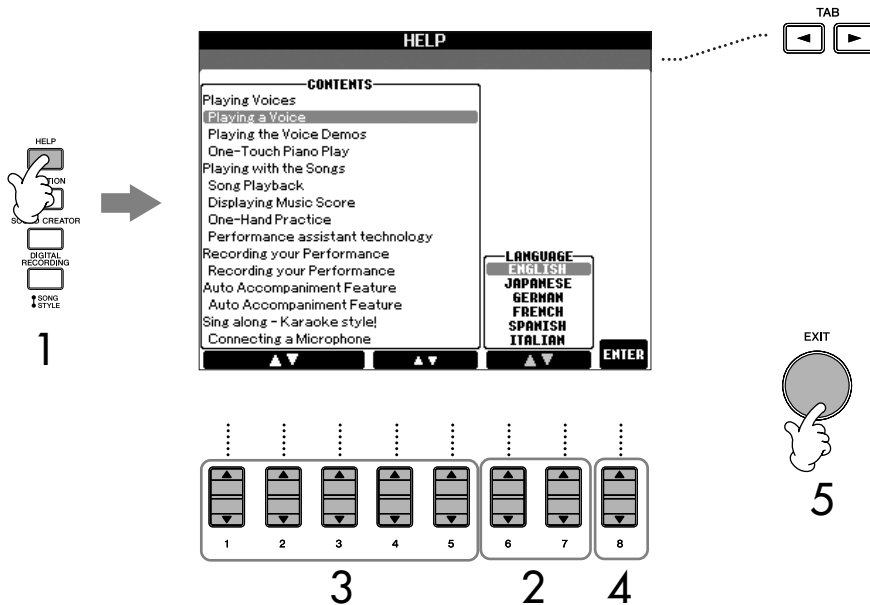 TAB
HELP
CONTENTS
Playing Voices
Playing a Voice
Playing the Voice Demos
One-Touch Piano Play
Playing with the Songs
Song Playback
Displaying Music Score
One-Hand Practice
Performance assistant technology
Recording your Performance
Recording your Performance
Auto Accompaniment Feature
Auto Accompaniment Feature
Sing along - Karaoke style!
Connecting a Microphone
LANGUAGE
ENGLISH
JAPANESE
GERMAN
FRENCH
SPANISH
ITALIAN
ENTER
HELP
CREATOR
DIGITAL
RECORDING
SONG
STYLE
1
EXIT
5
1 2 3 4 5 6 7 8
3 2 4